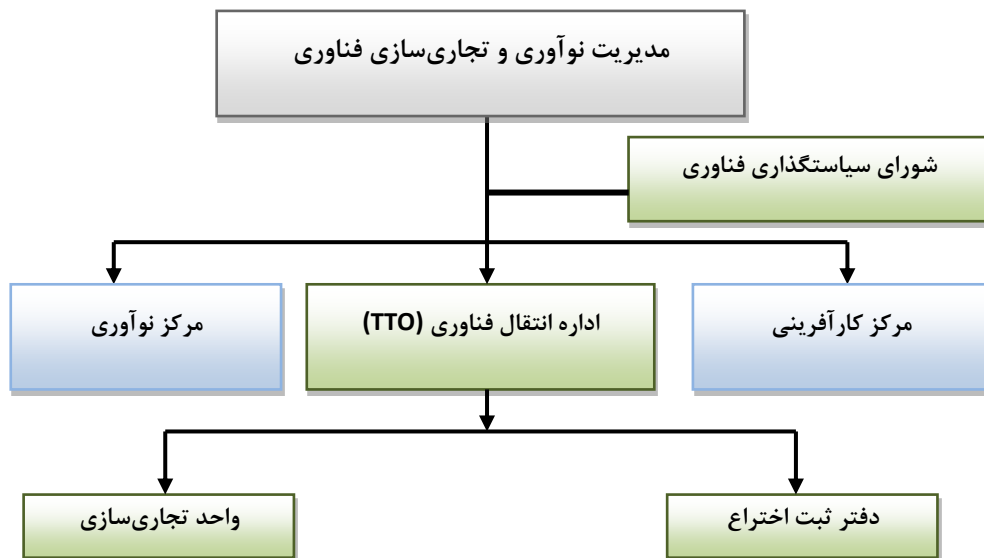 مدیریت نوآوری و تجاری‌سازی فناوری
شورای سیاستگذاری فناوری
مرکز کارآفرینی
اداره انتقال فناوری (TTO)
مرکز نوآوری
دفتر ثبت اختراع
واحد تجاری‌سازی